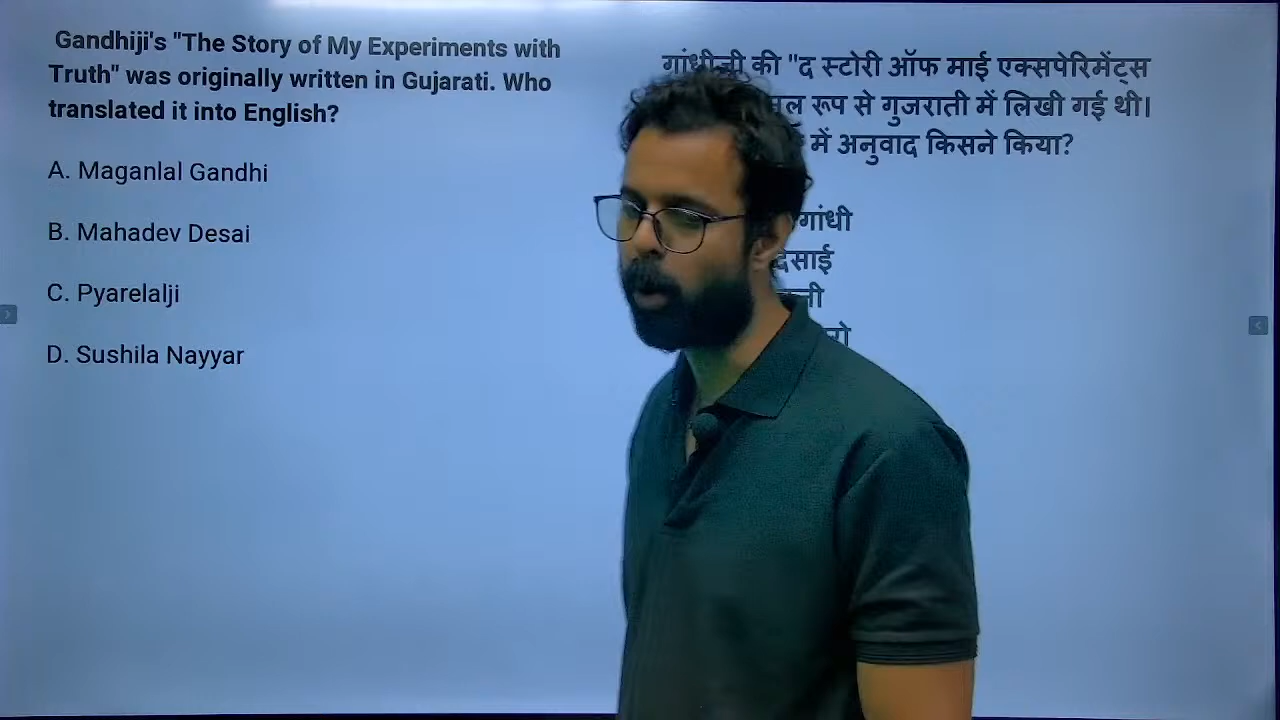 Gandhiji's "The Story of My Experiments with
Truth" was originally written in Gujarati. Who
translated it into English?
A. Maganlal Gandhi
B. Mahadev Desai
C. Pyarelalji
D. Sushila Nayyar
गांधीजी की "द स्टोरी ऑफ माई एक्सपेरिमेंट्स
रूप से गुजराती में लिखी गई थी।
में अनुवाद किसने किया?
गांधी
देसाई